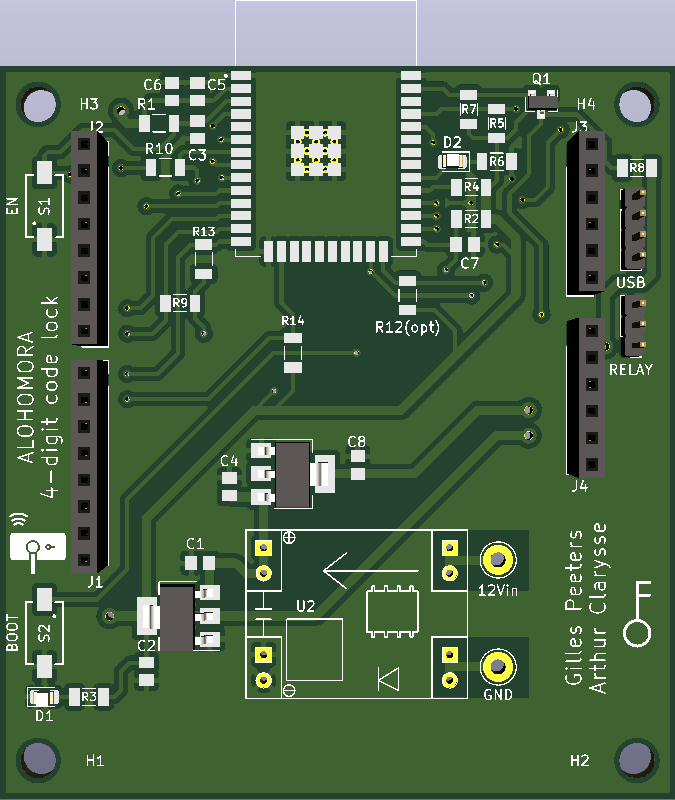 C6
C5
Q1
H3
R1
R7
R5
H4
J2
J3
C3
D2
R10
R6
R8
EN
S1
R4
R2
R13
C7
USB
R9
R12(opt)
R14
RELAY
ALOHOMORA
4-digit code lock
C4
C8
J4
C1
J1
12Vin
U2
Gilles Peeters
Arthur Clarysse
BOOT
S2
C2
R3
GND
D1
H1
H2